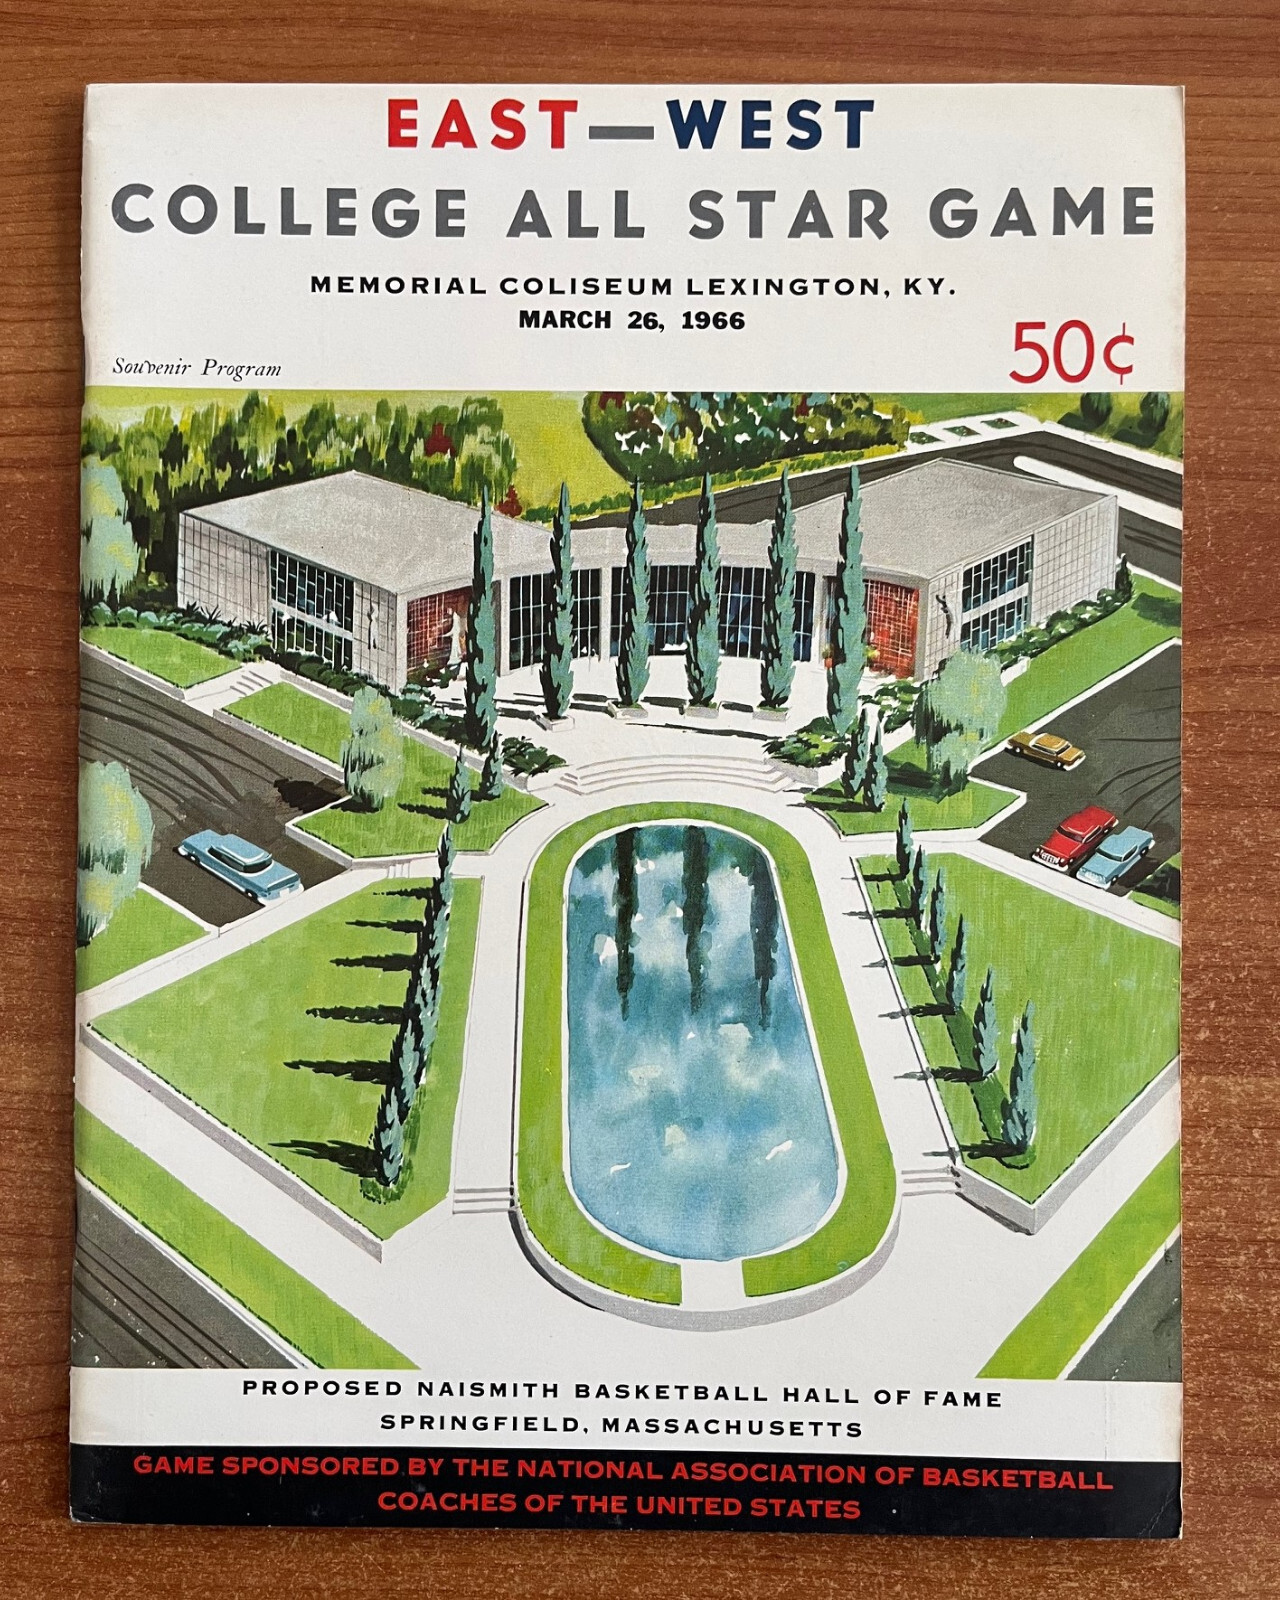 EAST—WEST
COLLEGE ALL STAR GAME
MEMORIAL COLISEUM LEXINGTON, KY.
MARCH 26, 1966
Souvenir Program
50¢
PROPOSED NAISMITH BASKETBALL HALL OF FAME
SPRINGFIELD, MASSACHUSETTS
GAME SPONSORED BY THE NATIONAL ASSOCIATION OF BASKETBALL
COACHES OF THE UNITED STATES